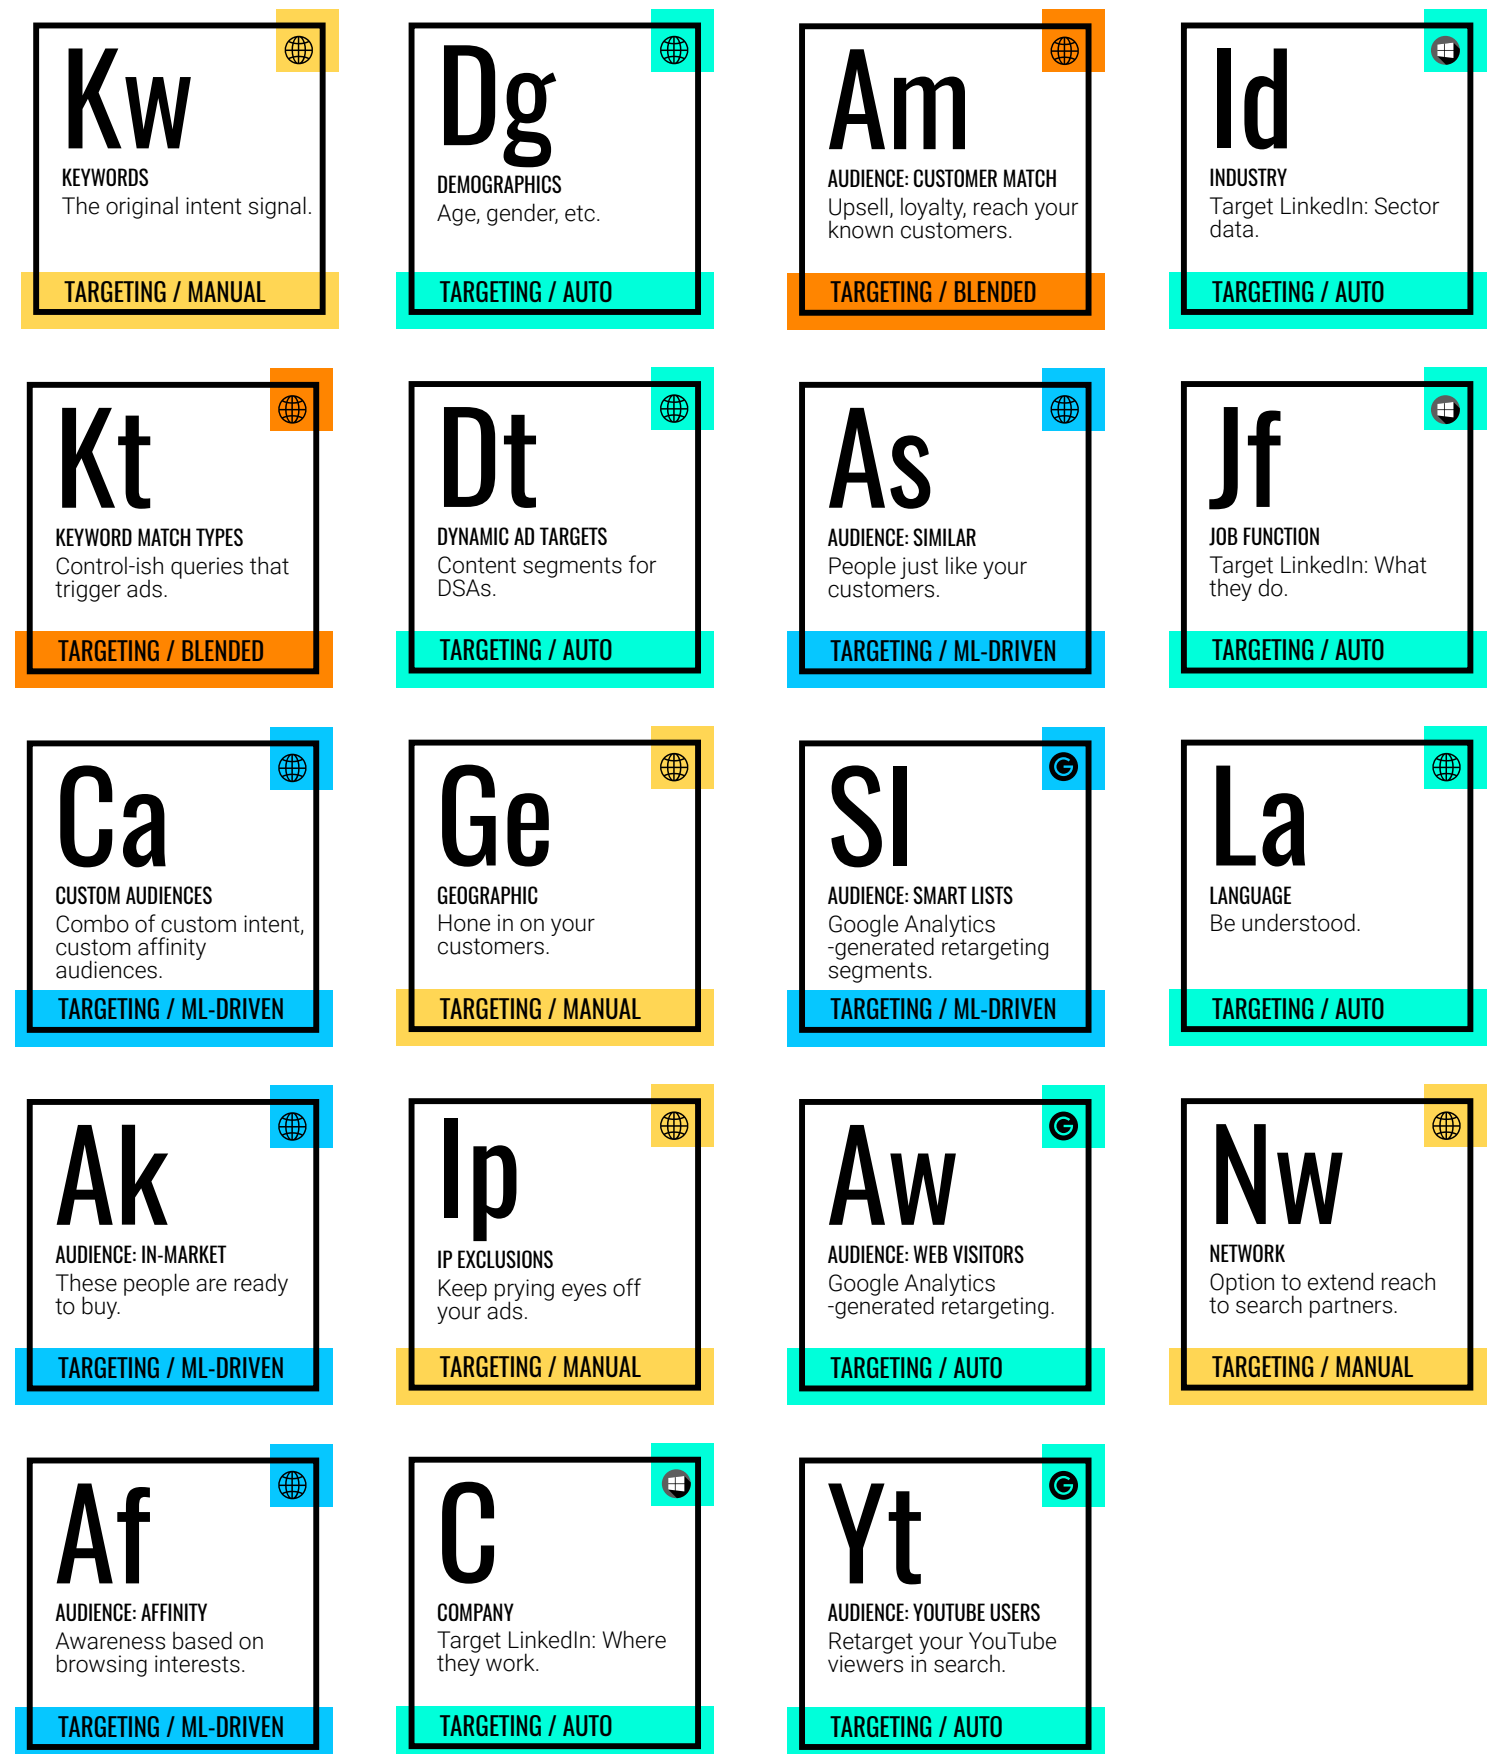 Kw
KEYWORDS
The original intent signal.
TARGETING / MANUAL
Dg
DEMOGRAPHICS
Age, gender, etc.
TARGETING / AUTO
Am
AUDIENCE: CUSTOMER MATCH
Upsell, loyalty, reach your
known customers.
TARGETING / BLENDED
Id
INDUSTRY
Target LinkedIn: Sector
data.
TARGETING / AUTO
Kt
KEYWORD MATCH TYPES
Control-ish queries that
trigger ads.
TARGETING / BLENDED
Dt
DYNAMIC AD TARGETS
Content segments for
DSAs.
TARGETING / AUTO
As
AUDIENCE: SIMILAR
People just like your
customers.
TARGETING / ML-DRIVEN
Jf
JOB FUNCTION
Target LinkedIn: What
they do.
TARGETING / AUTO
Ca
CUSTOM AUDIENCES
Combo of custom intent,
custom affinity
audiences.
TARGETING / ML-DRIVEN
Ge
GEOGRAPHIC
Hone in on your
customers.
TARGETING / MANUAL
Sl
G
AUDIENCE: SMART LISTS
Google Analytics
-generated retargeting
segments.
TARGETING / ML-DRIVEN
La
LANGUAGE
Be understood.
TARGETING / AUTO
Ak
AUDIENCE: IN-MARKET
These people are ready
to buy.
TARGETING / ML-DRIVEN
Ip
IP EXCLUSIONS
Keep prying eyes off
your ads.
TARGETING / MANUAL
Aw
G
AUDIENCE: WEB VISITORS
Google Analytics
-generated retargeting.
TARGETING / AUTO
Nw
NETWORK
Option to extend reach
to search partners.
TARGETING / MANUAL
Af
AUDIENCE: AFFINITY
Awareness based on
browsing interests.
TARGETING / ML-DRIVEN
C
COMPANY
Target LinkedIn: Where
they work.
TARGETING / AUTO
Yt
G
AUDIENCE: YOUTUBE USERS
Retarget your YouTube
viewers in search.
TARGETING / AUTO